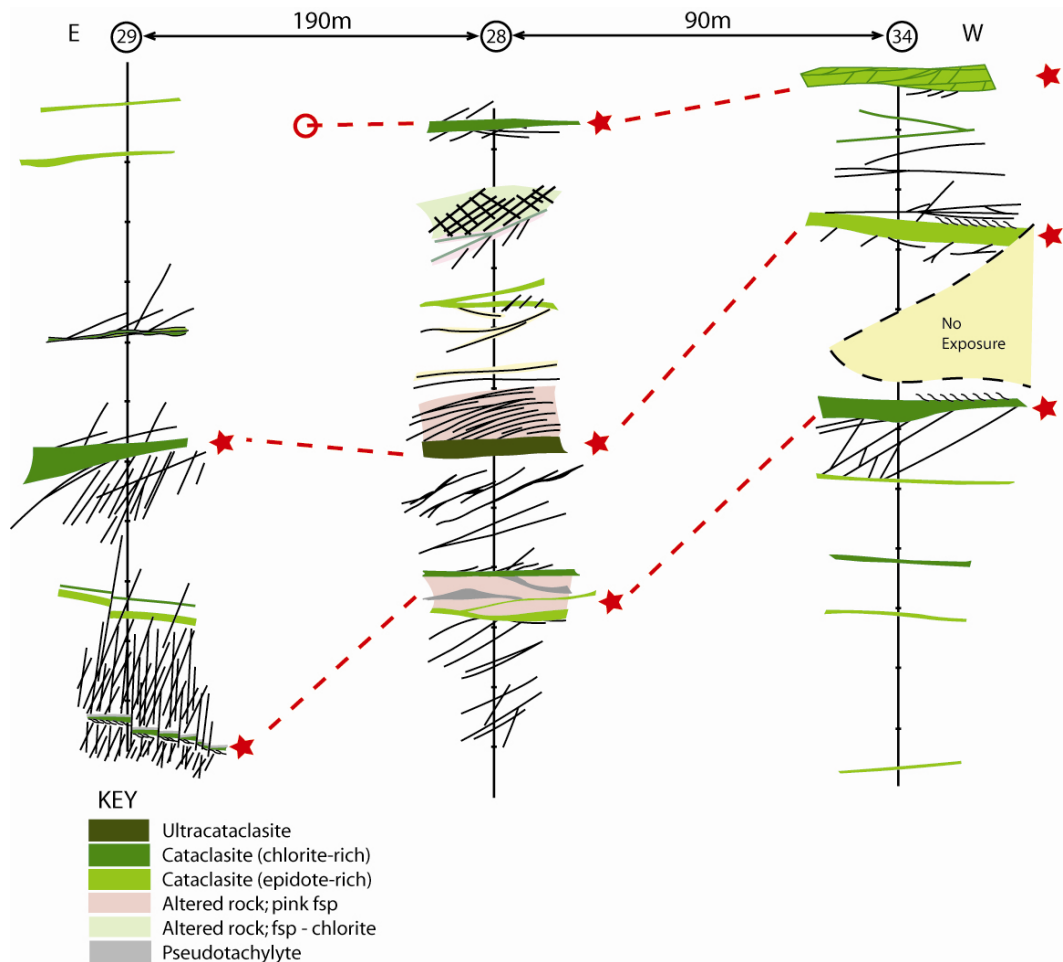 E 29 190m 28 90m 34 W
No
Exposure
KEY
Ultracataclasite
Cataclasite (chlorite-rich)
Cataclasite (epidote-rich)
Altered rock; pink fsp
Altered rock; fsp - chlorite
Pseudotachylyte